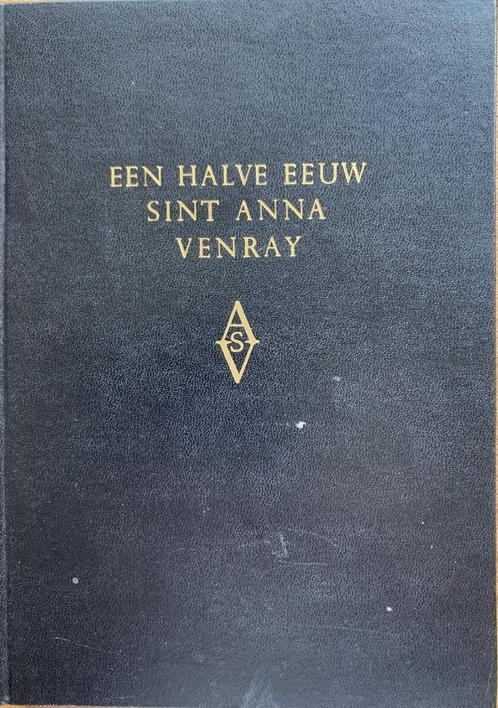 EEN HALVE EEUW
SINT ANNA
VENRAY
A
S
V